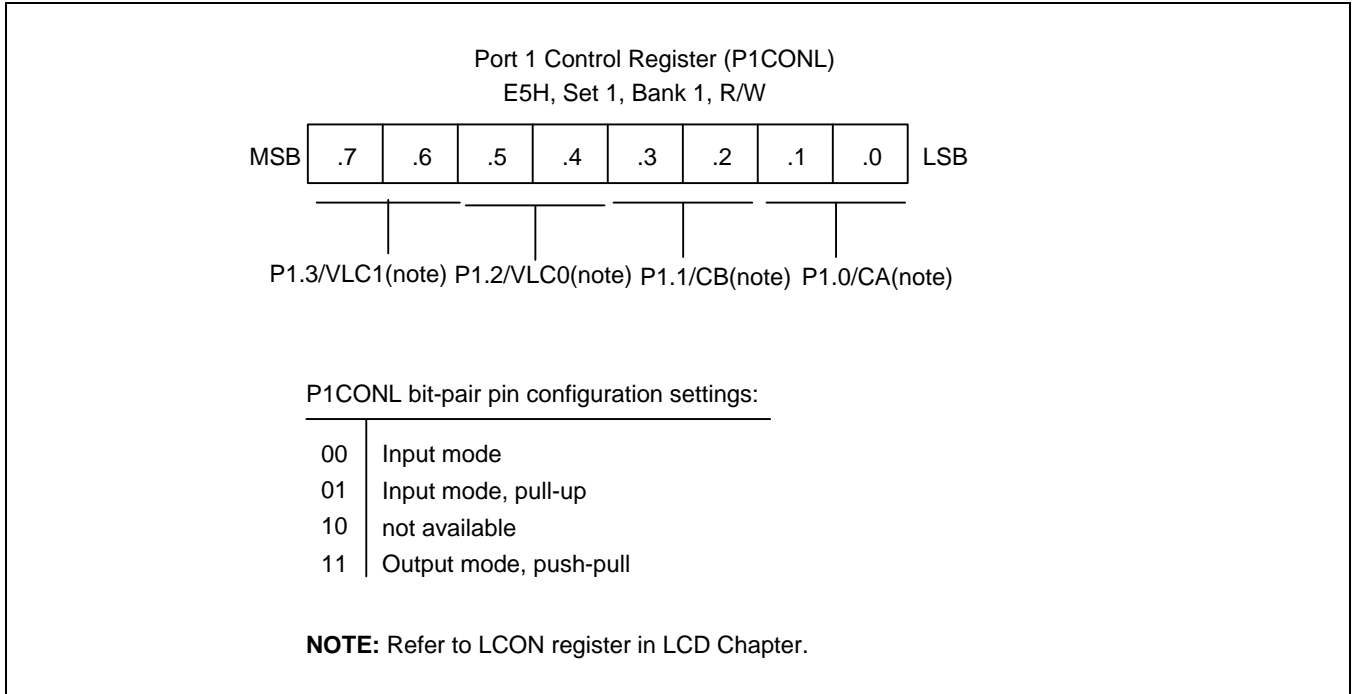 Port 1 Control Register (P1CONL)
E5H, Set 1, Bank 1, R/W
MSB .7 .6 .5 .4 .3 .2 .1 .0 LSB
P1.3/VLC1(note) P1.2/VLC0(note) P1.1/CB(note) P1.0/CA(note)
P1CONL bit-pair pin configuration settings:
00 Input mode
01 Input mode, pull-up
10 not available
11 Output mode, push-pull
NOTE: Refer to LCON register in LCD Chapter.